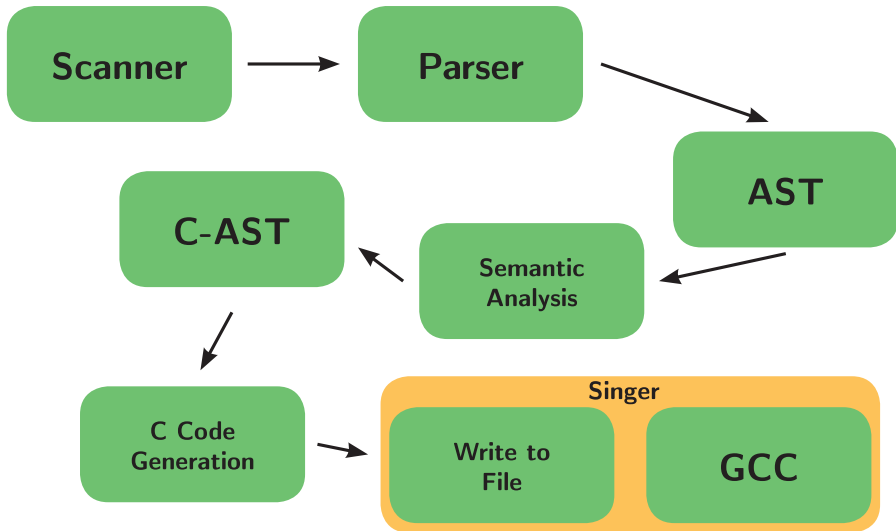 Scanner
Parser
AST
C-AST
Semantic
Analysis
C Code
Generation
Singer
Write to
File
GCC